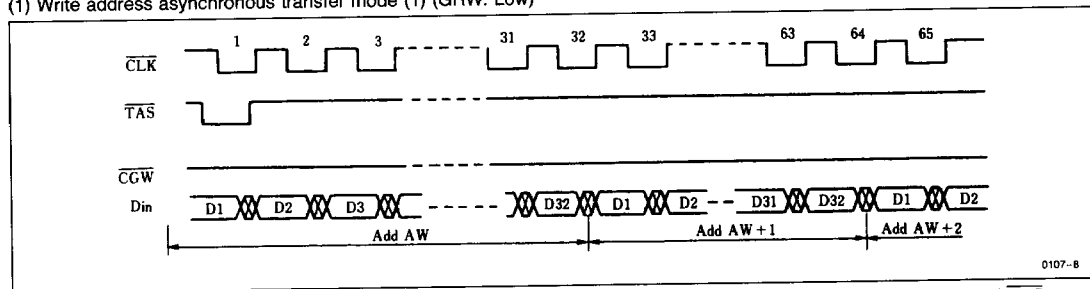 (1) Write address asynchronous transfer mode (1) (GRW: Low)
1 2 3 31 32 33 63 64 65
CLK
TAS
CGW
Din D1 D2 D3 D32 D1 D2 D31 D32 D1 D2
Add AW Add AW+1 Add AW+2
0107-8